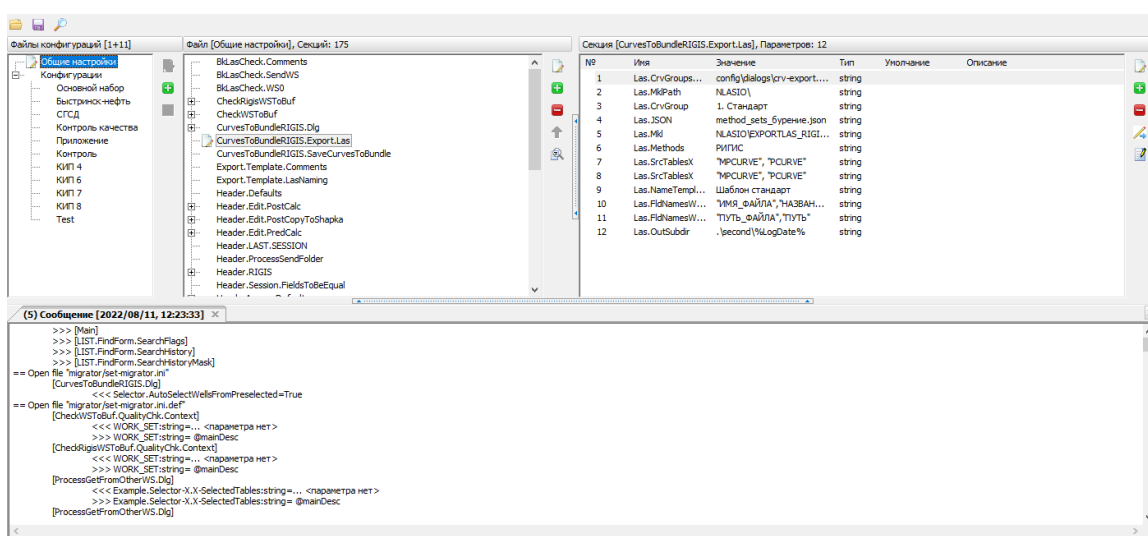 Файлы конфигураций [1+11]
Общие настройки
Конфигурации
Основной набор
Быстринск-нефть
СГСД
Контроль качества
Приложение
Контроль
КИП 4
КИП 6
КИП 7
КИП 8
Test
Файл [Общие настройки], Секций: 175
BkLasCheck.Comments
BkLasCheck.SendWS
BkLasCheck.WS0
CheckRigisWSToBuf
CheckWSToBuf
CurvesToBundleRIGIS.Dlg
CurvesToBundleRIGIS.Export.Las
CurvesToBundleRIGIS.SaveCurvesToBundle
Export.Template.Comments
Export.Template.LasNaming
Header.Defaults
Header.Edit.PostCalc
Header.Edit.PostCopyToShapka
Header.Edit.PredCalc
Header.LAST.SESSION
Header.ProcessSendFolder
Header.RIGIS
Header.Session.FieldsToBeEqual
Секция [CurvesToBundleRIGIS.Export.Las], Параметров: 12
№ Имя Значение Тип Умолчание Описание
1 Las.CrvGroups... config\dialogs\crv-export.... string
2 Las.MklPath NLASIO\ string
3 Las.CrvGroup 1. Стандарт string
4 Las.JSON method_sets_бурение.json string
5 Las.Mkl NLASIO\EXPORTLAS_RIGI... string
6 Las.Methods РИГИС string
7 Las.SrcTablesX "MPCURVE", "PCURVE" string
8 Las.SrcTablesX "MPCURVE", "PCURVE" string
9 Las.NameTempl... Шаблон стандарт string
10 Las.FldNamesW... "ИМЯ_ФАЙЛА","НАЗВАН... string
11 Las.FldNamesW... "ПУТЬ_ФАЙЛА","ПУТЬ" string
12 Las.OutSubdir .\second\%LogDate% string
(5) Сообщение [2022/08/11, 12:23:33]
>>> [Main]
>>> [LIST.FindForm.SearchFlags]
>>> [LIST.FindForm.SearchHistory]
>>> [LIST.FindForm.SearchHistoryMask]
== Open file "migrator/set-migrator.ini"
[CurvesToBundleRIGIS.Dlg]
<<< Selector.AutoSelectWellsFromPreselected=True
== Open file "migrator/set-migrator.ini.def"
[CheckWSToBuf.QualityChk.Context]
<<< WORK_SET:string=... <параметра нет>
>>> WORK_SET:string= @mainDesc
[CheckRigisWSToBuf.QualityChk.Context]
<<< WORK_SET:string=... <параметра нет>
>>> WORK_SET:string= @mainDesc
[ProcessGetFromOtherWS.Dlg]
<<< Example.Selector-X.X-SelectedTables:string=... <параметра нет>
>>> Example.Selector-X.X-SelectedTables:string= @mainDesc
[ProcessGetFromOtherWS.Dlg]